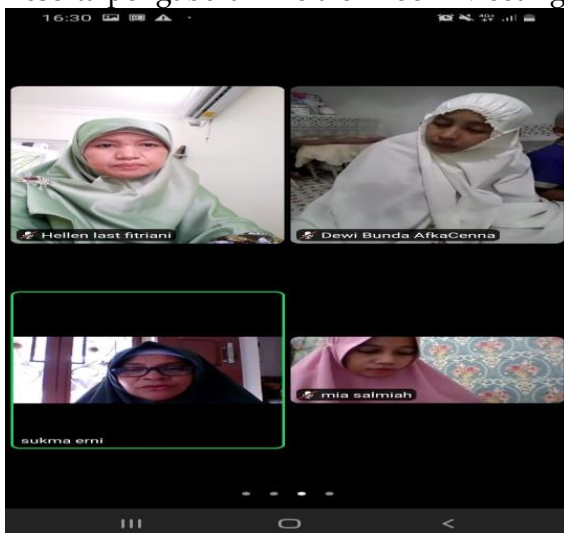 16:30
Hellen last fitriani
Dewi Bunda AfkaCenna
mia salmiah
sukma erni